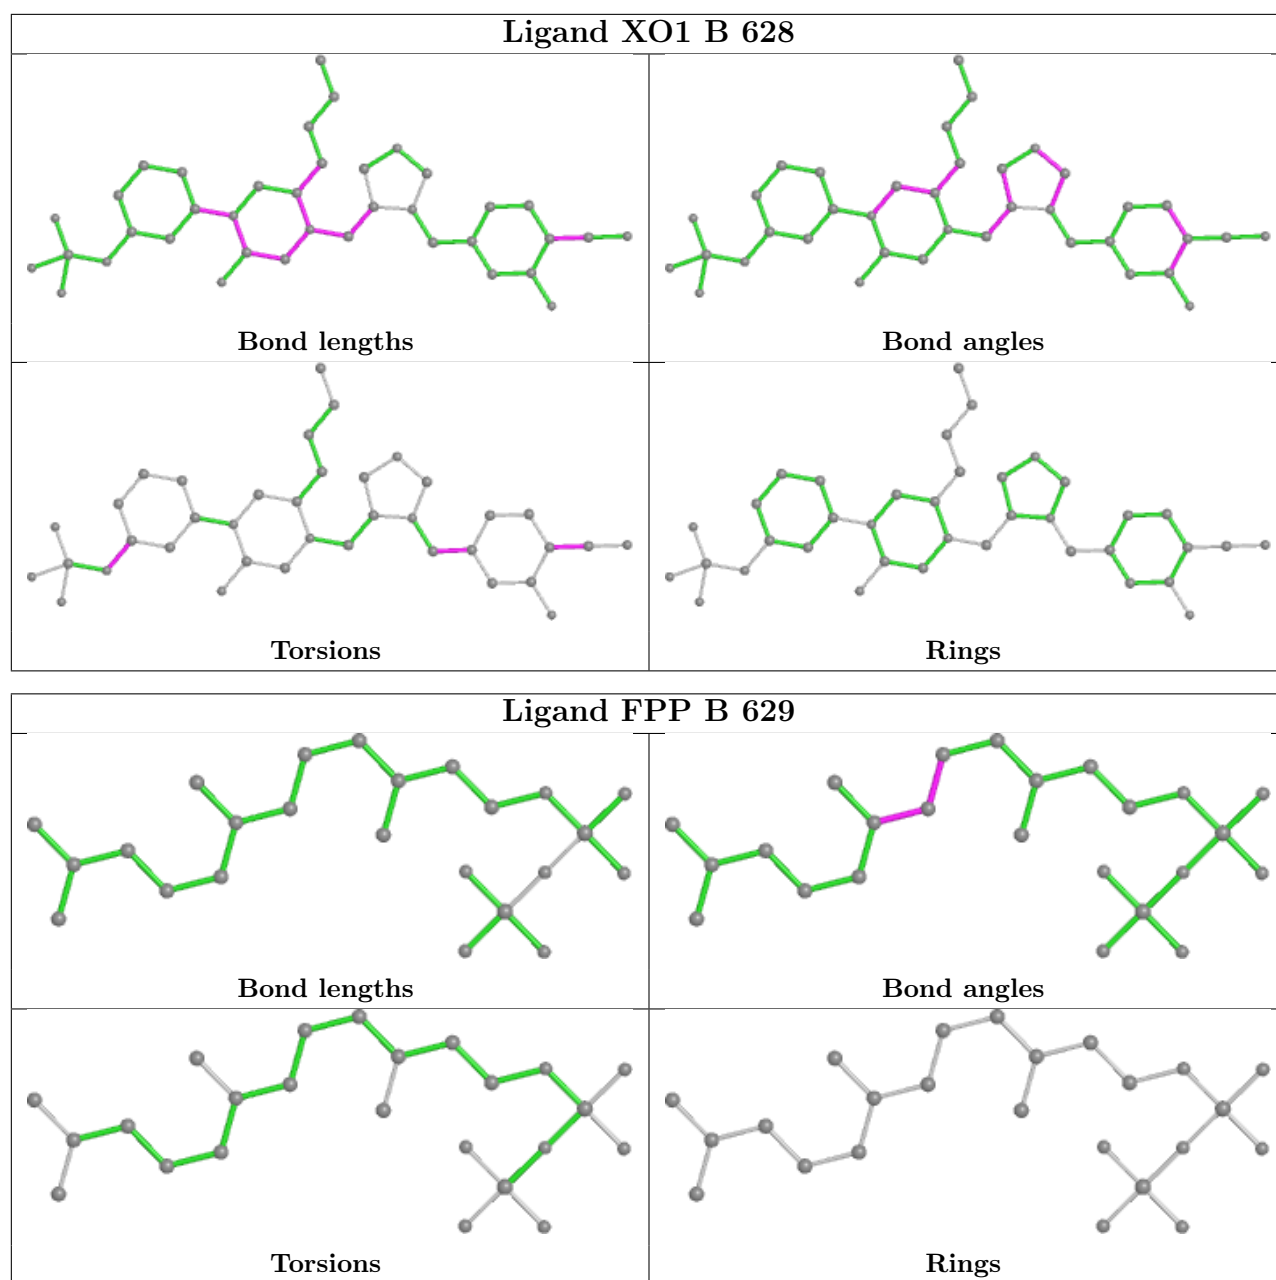 Ligand XO1 B 628
Bond lengths
Bond angles
Torsions
Rings
Ligand FPP B 629
Bond lengths
Bond angles
Torsions
Rings